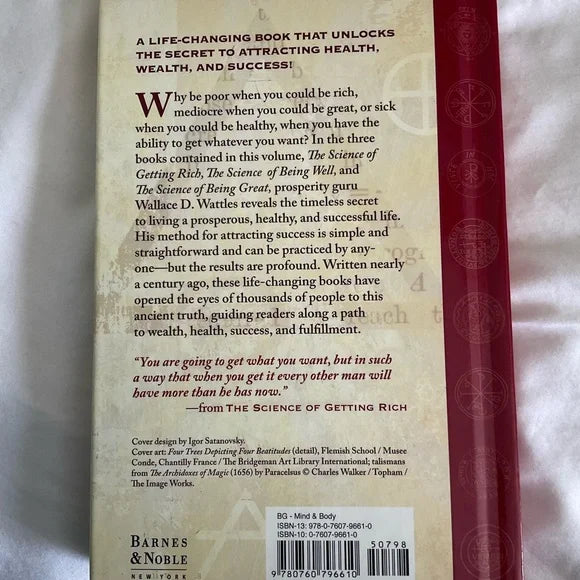 A LIFE-CHANGING BOOK THAT UNLOCKS
THE SECRET TO ATTRACTING HEALTH,
WEALTH, AND SUCCESS!
Why be poor when you could be rich,
mediocre when you could be great, or sick
when you could be healthy, when you have the
ability to get whatever you want? In the three
books contained in this volume, The Science of
Getting Rich, The Science of Being Well, and
The Science of Being Great, prosperity guru
Wallace D. Wattles reveals the timeless secret
to living a prosperous, healthy, and successful life.
His method for attracting success is simple and
straightforward and can be practiced by any-
one—but the results are profound. Written nearly
a century ago, these life-changing books have
opened the eyes of thousands of people to this
ancient truth, guiding readers along a path
to wealth, health, success, and fulfillment.
"You are going to get what you want, but in such
a way that when you get it every other man will
have more than he has now."
—from THE SCIENCE OF GETTING RICH
Cover design by Igor Satanovsky.
Cover art: Four Trees Depicting Four Beatitudes (detail), Flemish School / Musee
Conde, Chantilly France / The Bridgeman Art Library International; talismans
from The Archidoxes of Magic (1656) by Paracelsus © Charles Walker / Topham /
The Image Works.
BARNES
& NOBLE
NEW YORK
BG - Mind & Body
ISBN-13: 978-0-7607-9661-0
ISBN-10: 0-7607-9661-0
50798
9780760796610